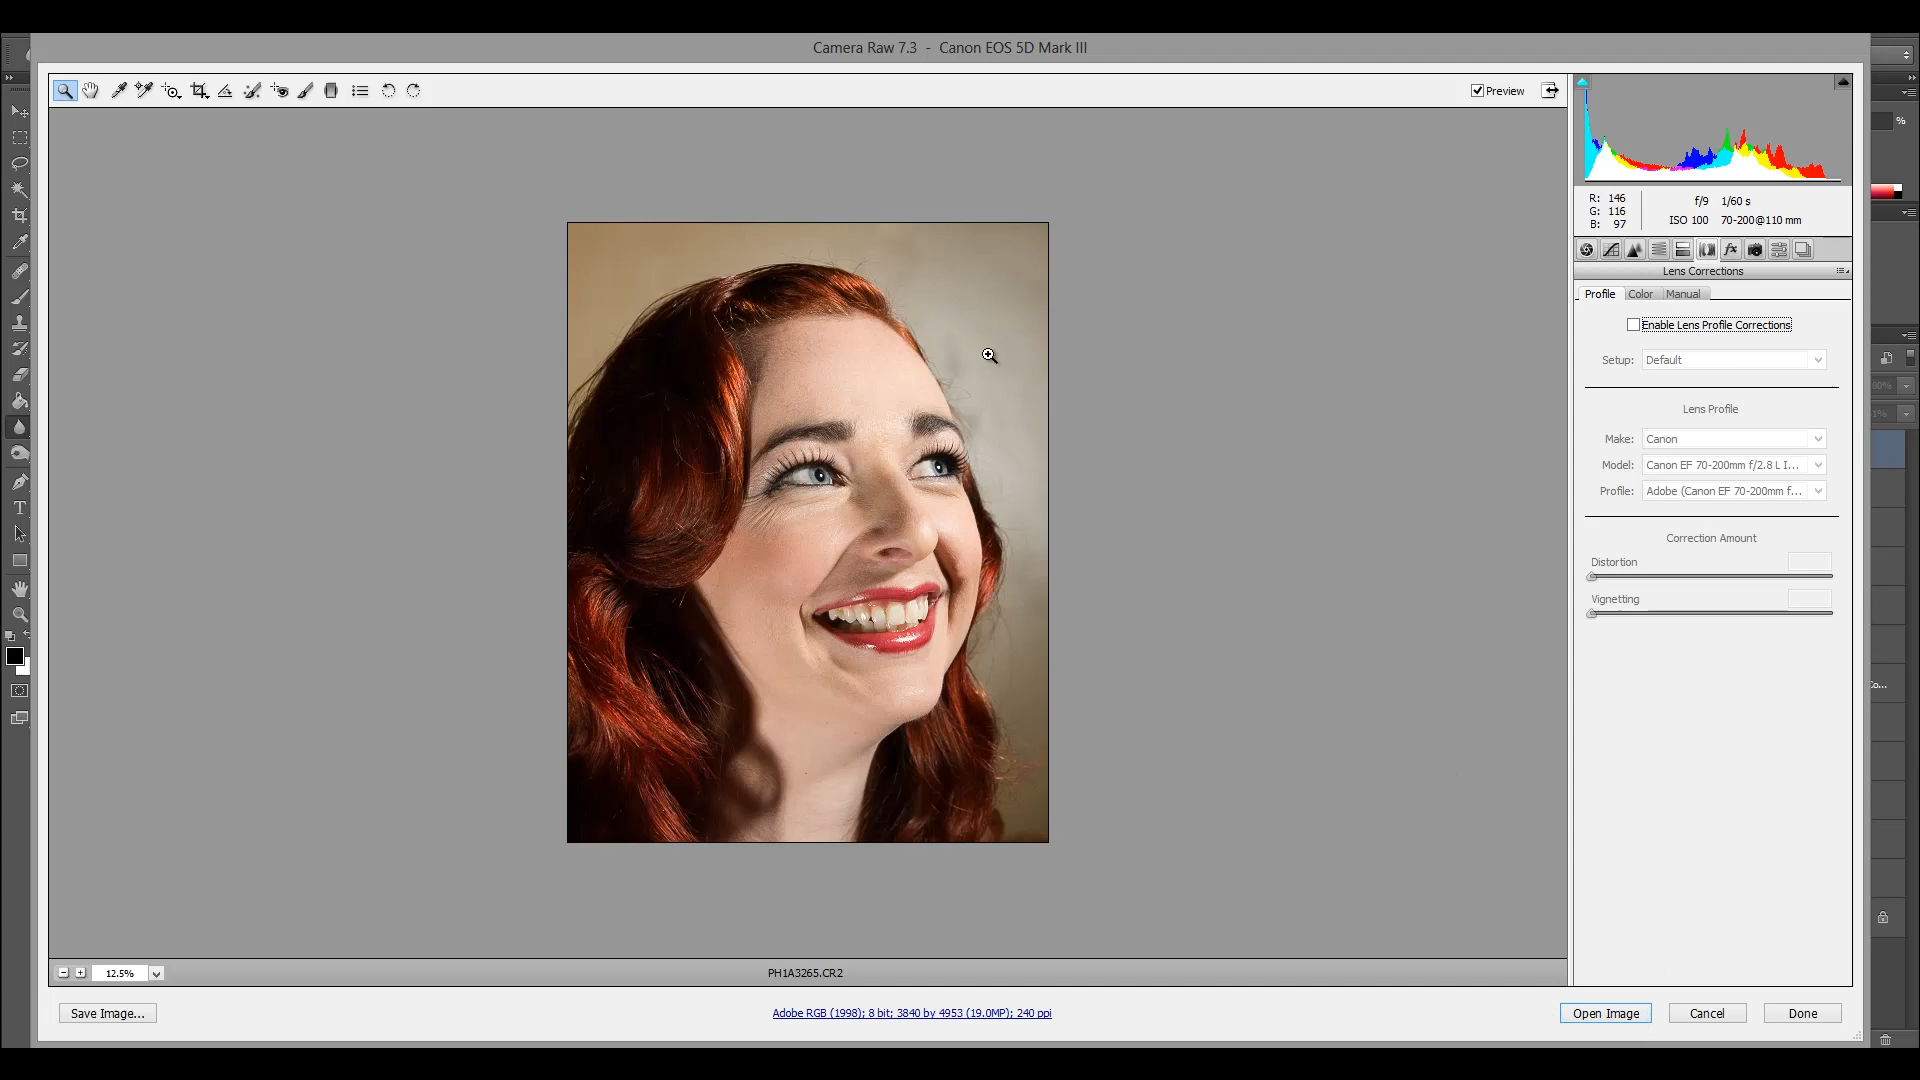 Camera Raw 7.3 - Canon EOS 5D Mark III
Preview
%
R: 146
G: 116
B: 97
f/9 1/60 s
ISO 100 70-200@110 mm
fx
Lens Corrections
Profile Color Manual
Enable Lens Profile Corrections
Setup: Default
Lens Profile
Make: Canon
Model: Canon EF 70-200mm f/2.8 L I...
Profile: Adobe (Canon EF 70-200mm f...
Correction Amount
Distortion
Vignetting
T
Co...
12.5%
PH1A3265.CR2
Save Image...
Adobe RGB (1998); 8 bit; 3840 by 4953 (19.0MP); 240 ppi
Open Image
Cancel
Done